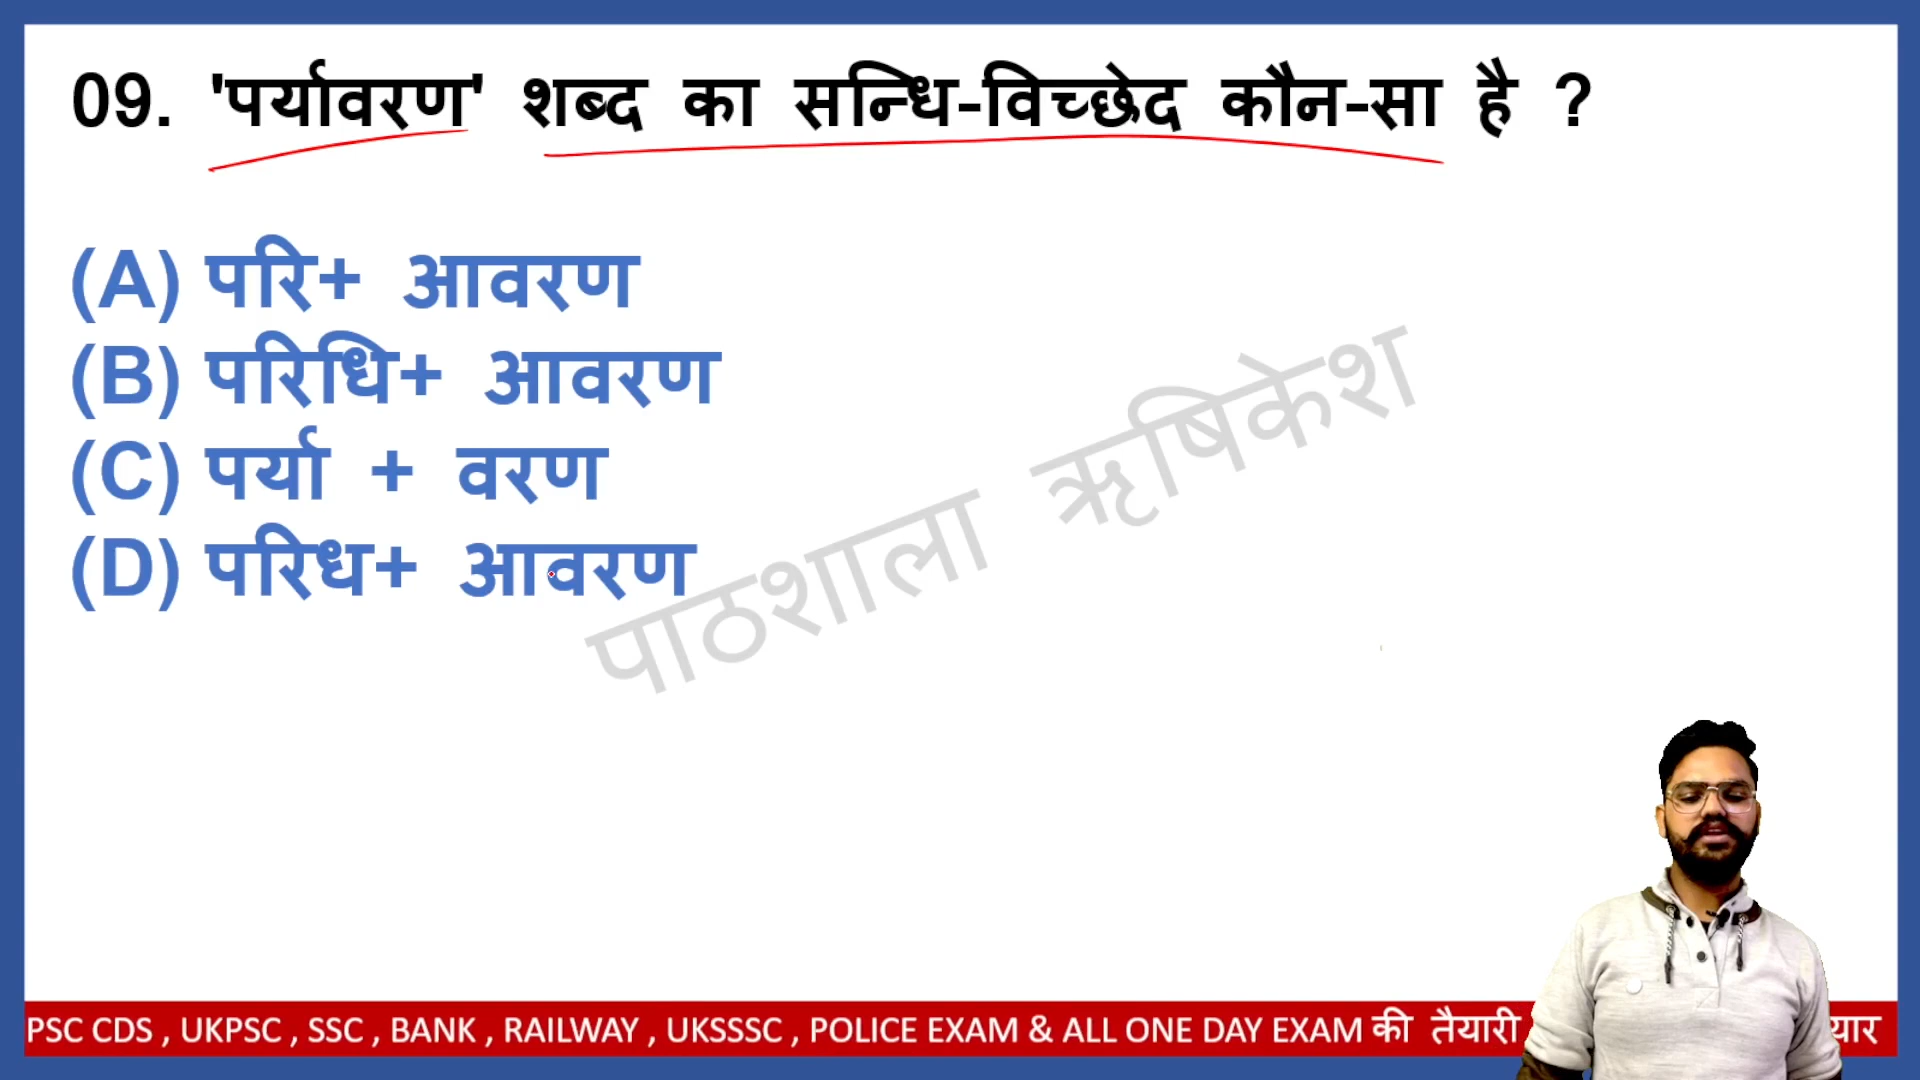 09. 'पर्यावरण' शब्द का सन्धि-विच्छेद कौन-सा है ?
(A) परि+ आवरण
(B) परिधि+ आवरण
(C) पर्या + वरण
(D) परिध+ आवरण
पाठशाला ऋषिकेश
PSC CDS , UKPSC , SSC , BANK , RAILWAY , UKSSSC , POLICE EXAM & ALL ONE DAY EXAM की तैयारी